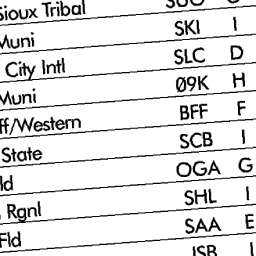 Sioux Tribal
Muni SKI I
City Intl SLC D
Muni Ø9K H
ff/Western BFF F
State SCB I
ld OGA G
Rgnl SHL I
Fld SAA E